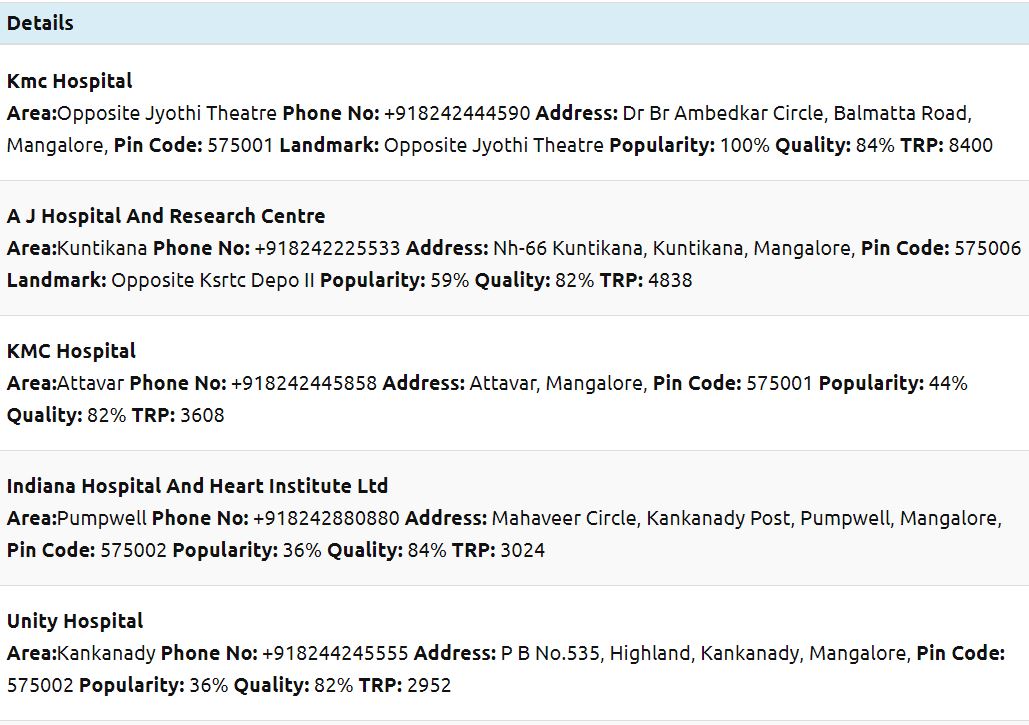 Details
Kmc Hospital
Area:Opposite Jyothi Theatre Phone No: +918242444590 Address: Dr Br Ambedkar Circle, Balmatta Road,
Mangalore, Pin Code: 575001 Landmark: Opposite Jyothi Theatre Popularity: 100% Quality: 84% TRP: 8400
A J Hospital And Research Centre
Area:Kuntikana Phone No: +918242225533 Address: Nh-66 Kuntikana, Kuntikana, Mangalore, Pin Code: 575006
Landmark: Opposite Ksrtc Depo II Popularity: 59% Quality: 82% TRP: 4838
KMC Hospital
Area:Attavar Phone No: +918242445858 Address: Attavar, Mangalore, Pin Code: 575001 Popularity: 44%
Quality: 82% TRP: 3608
Indiana Hospital And Heart Institute Ltd
Area:Pumpwell Phone No: +918242880880 Address: Mahaveer Circle, Kankanady Post, Pumpwell, Mangalore,
Pin Code: 575002 Popularity: 36% Quality: 84% TRP: 3024
Unity Hospital
Area:Kankanady Phone No: +918244245555 Address: P B No.535, Highland, Kankanady, Mangalore, Pin Code:
575002 Popularity: 36% Quality: 82% TRP: 2952